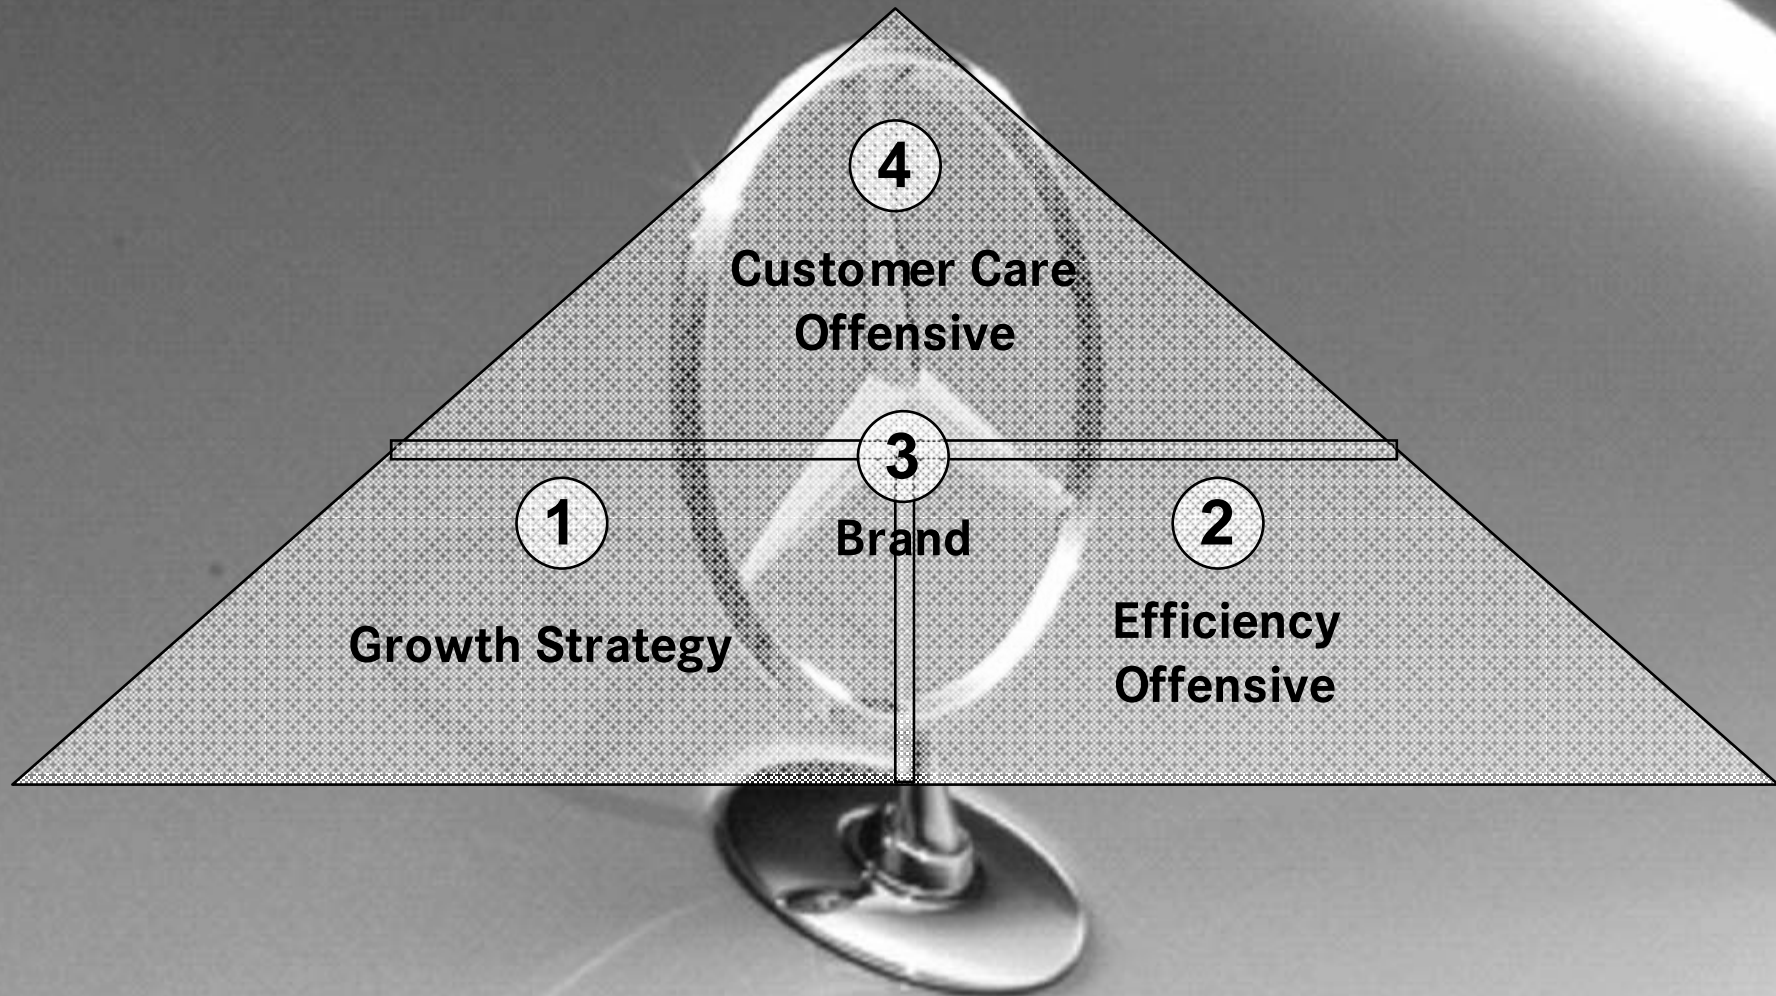 4
Customer Care
Offensive
3
Brand
1
Growth Strategy
2
Efficiency
Offensive